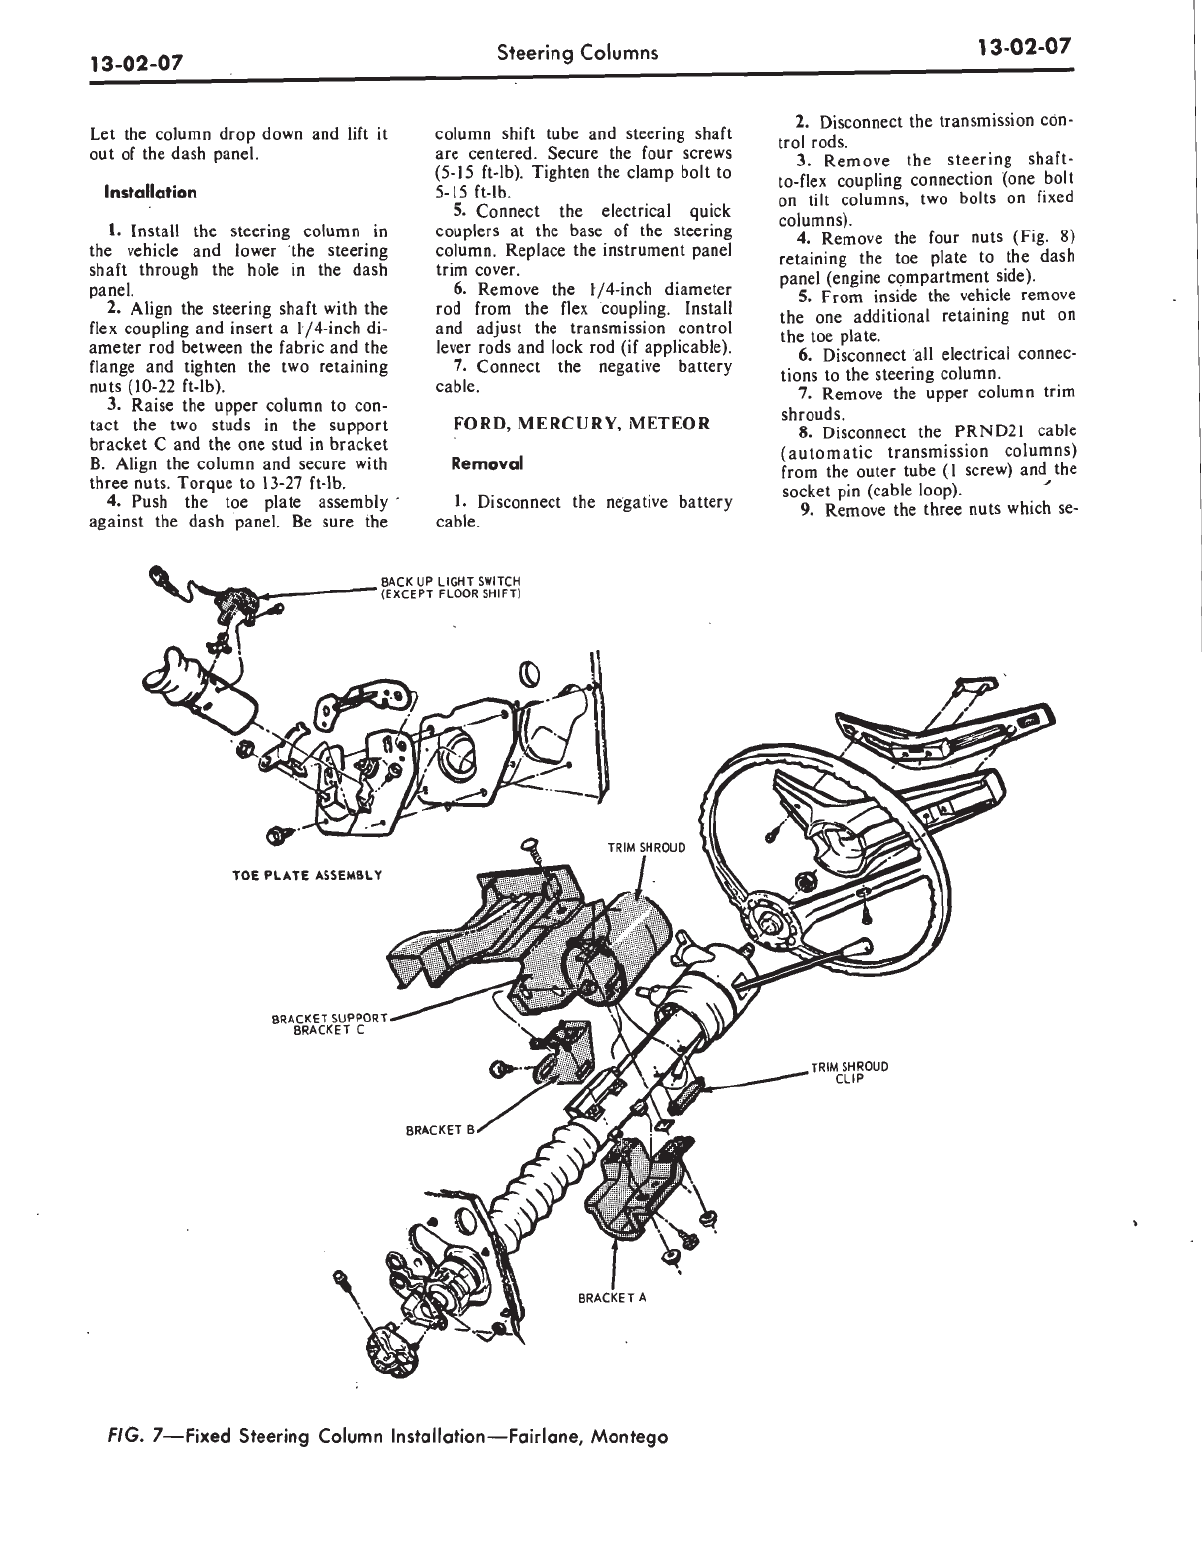 13-02-07
Steering Columns
13-02-07
Let the column drop down and lift it
out of the dash panel.
Installation
1. Install the steering column in
the vehicle and lower the steering
shaft through the hole in the dash
panel.
2. Align the steering shaft with the
flex coupling and insert a 1/4-inch di-
ameter rod between the fabric and the
flange and tighten the two retaining
nuts (10-22 ft-lb).
3. Raise the upper column to con-
tact the two studs in the support
bracket C and the one stud in bracket
B. Align the column and secure with
three nuts. Torque to 13-27 ft-lb.
4. Push the toe plate assembly
against the dash panel. Be sure the
column shift tube and steering shaft
are centered. Secure the four screws
(5-15 ft-lb). Tighten the clamp bolt to
5-15 ft-lb.
5. Connect the electrical quick
couplers at the base of the steering
column. Replace the instrument panel
trim cover.
6. Remove the 1/4-inch diameter
rod from the flex coupling. Install
and adjust the transmission control
lever rods and lock rod (if applicable).
7. Connect the negative battery
cable.
FORD, MERCURY, METEOR
Removal
1. Disconnect the negative battery
cable.
2. Disconnect the transmission con-
trol rods.
3. Remove the steering shaft-
to-flex coupling connection (one bolt
on tilt columns, two bolts on fixed
columns).
4. Remove the four nuts (Fig. 8)
retaining the toe plate to the dash
panel (engine compartment side).
5. From inside the vehicle remove
the one additional retaining nut on
the toe plate.
6. Disconnect all electrical connec-
tions to the steering column.
7. Remove the upper column trim
shrouds.
8. Disconnect the PRND21 cable
(automatic transmission columns)
from the outer tube (1 screw) and the
socket pin (cable loop).
9. Remove the three nuts which se-
BACK UP LIGHT SWITCH
(EXCEPT FLOOR SHIFT)
TOE PLATE ASSEMBLY
TRIM SHROUD
BRACKET SUPPORT
BRACKET C
TRIM SHROUD
CLIP
BRACKET B
BRACKET A
FIG. 7—Fixed Steering Column Installation—Fairlane, Montego